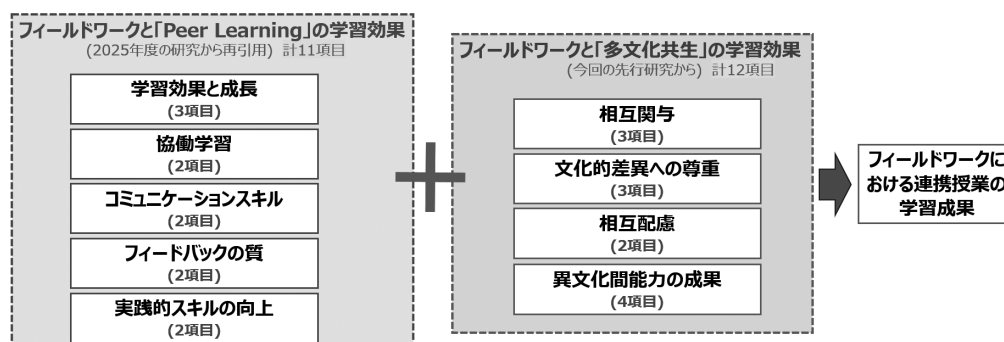 フィールドワークと「Peer Learning」の学習効果
(2025年度の研究から再引用) 計11項目
学習効果と成長
(3項目)
協働学習
(2項目)
コミュニケーションスキル
(2項目)
フィードバックの質
(2項目)
実践的スキルの向上
(2項目)
フィールドワークと「多文化共生」の学習効果
(今回の先行研究から) 計12項目
相互関与
(3項目)
文化的差異への尊重
(3項目)
相互配慮
(2項目)
異文化間能力の成果
(4項目)
フィールドワークに
おける連携授業の
学習成果